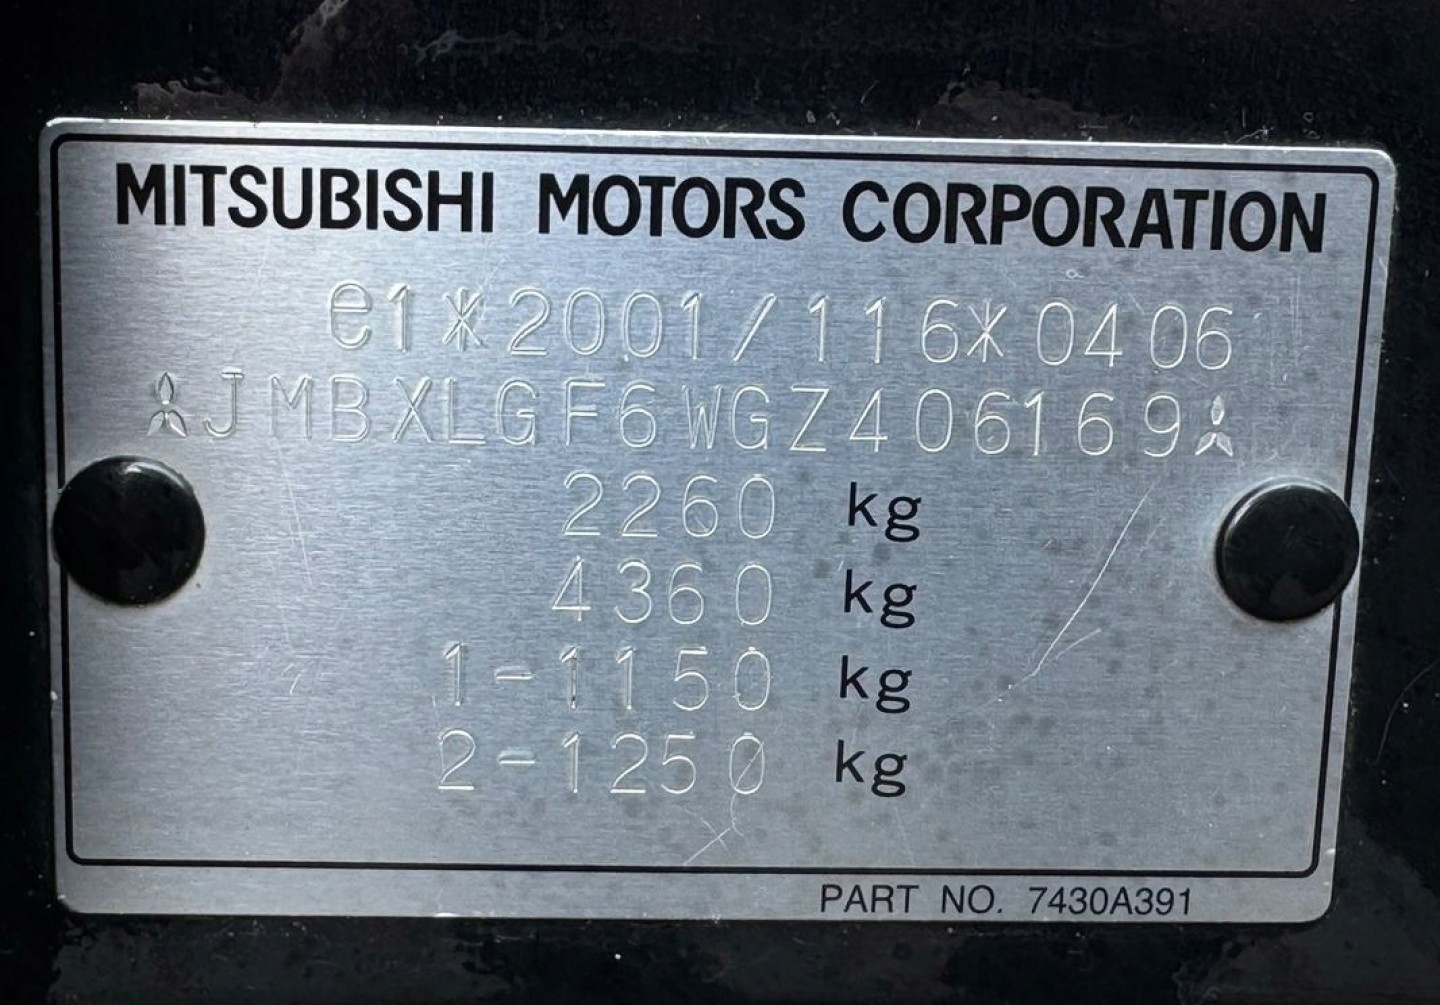 MITSUBISHI MOTORS CORPORATION
e1*2001/116*0406
JMBXLGF6WGZ406169
2260 kg
4360 kg
1-1150 kg
2-1250 kg
PART NO. 7430A391